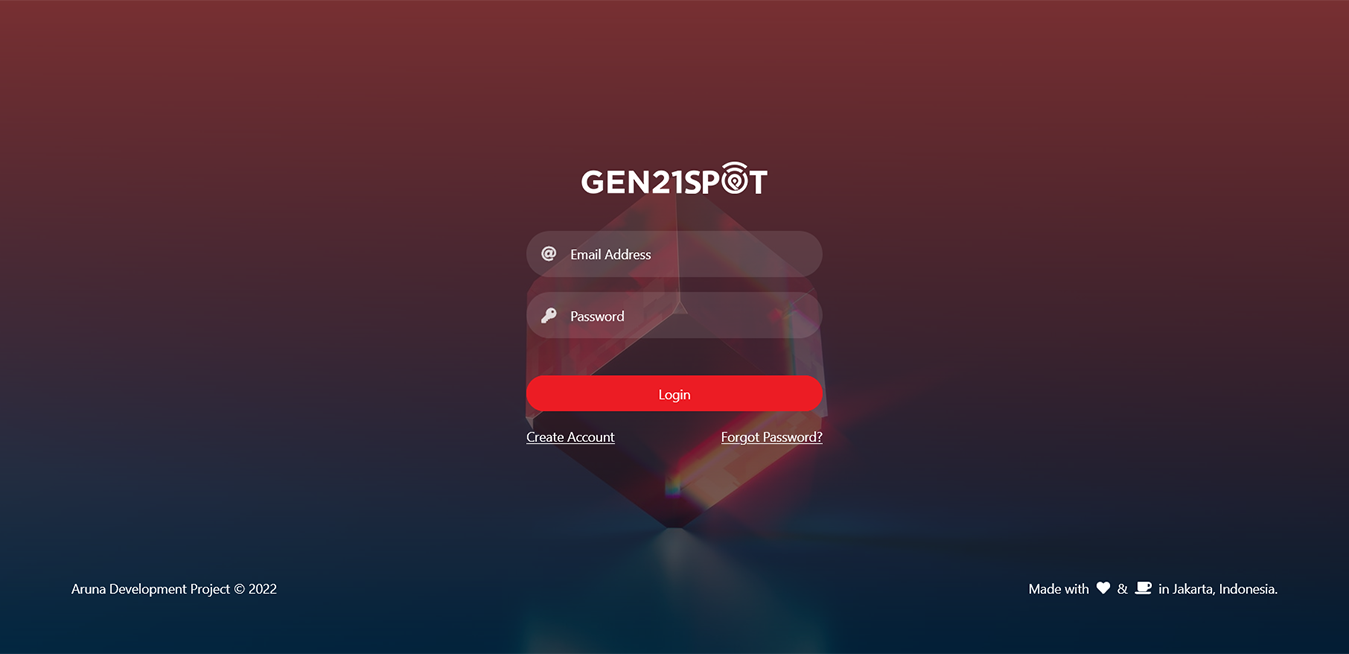 GEN21SPOT
Email Address
Password
Login
Create Account
Forgot Password?
Aruna Development Project © 2022
Made with ♥ & ☕ in Jakarta, Indonesia.